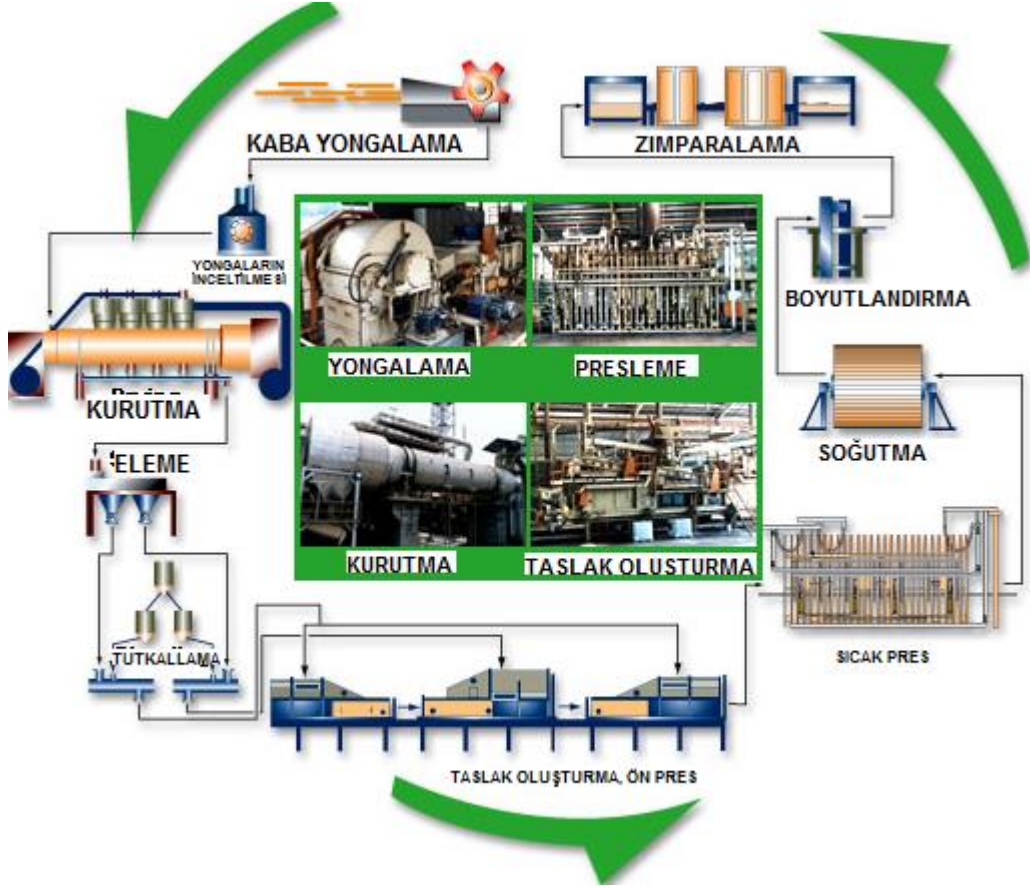 KABA YONGALAMA
ZIMPARALAMA
YONGALARIN
İNCELTİLMESİ
BOYUTLANDIRMA
YONGALAMA
PRESLEME
KURUTMA
SOĞUTMA
ELEME
KURUTMA
TASLAK OLUSTURMA
TUTKALLAMA
SICAK PRES
TASLAK OLUŞTURMA, ÖN PRES